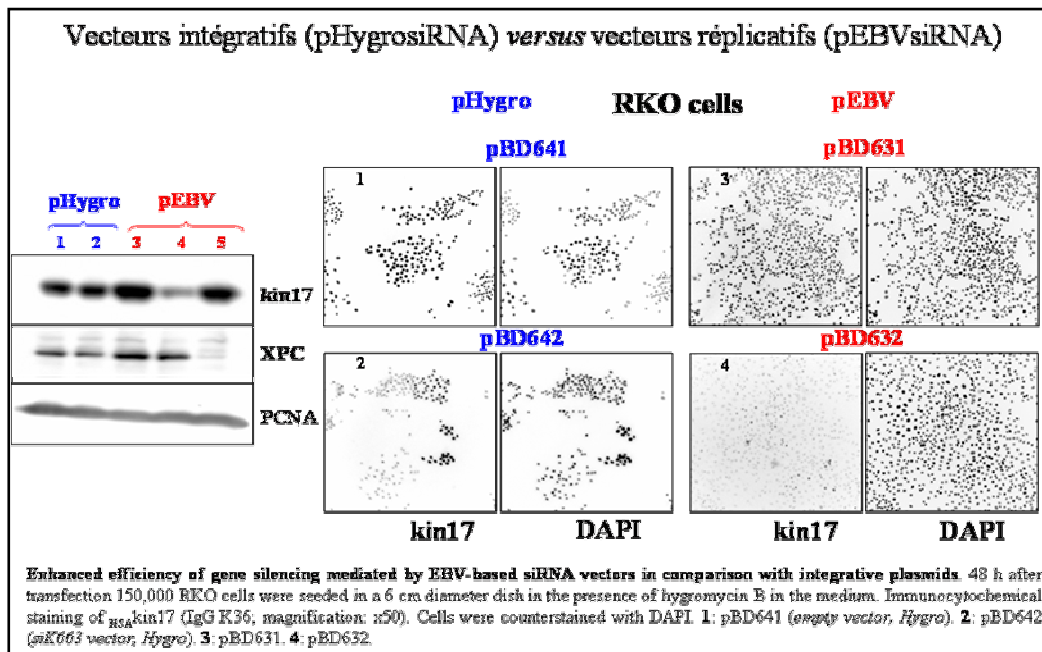 Vecteurs intégratifs (pHygrosiRNA) versus vecteurs réplicatifs (pEBVsiRNA)
pHygro RKO cells pEBV
pBD641 pBD631
1 3
pHygro pEBV
1 2 3 4 5
kin17
XPC
PCNA
pBD642 pBD632
2 4
kin17 DAPI kin17 DAPI
Enhanced efficiency of gene silencing mediated by EBV-based siRNA vectors in comparison with integrative plasmids. 48 h after
transfection 150,000 RKO cells were seeded in a 6 cm diameter dish in the presence of hygromycin B in the medium. Immunocytochemical
staining of HSAkin17 (IgG K36; magnification: x50). Cells were counterstained with DAPI. 1: pBD641 (empty vector, Hygro). 2: pBD642
(siK663 vector, Hygro). 3: pBD631. 4: pBD632.